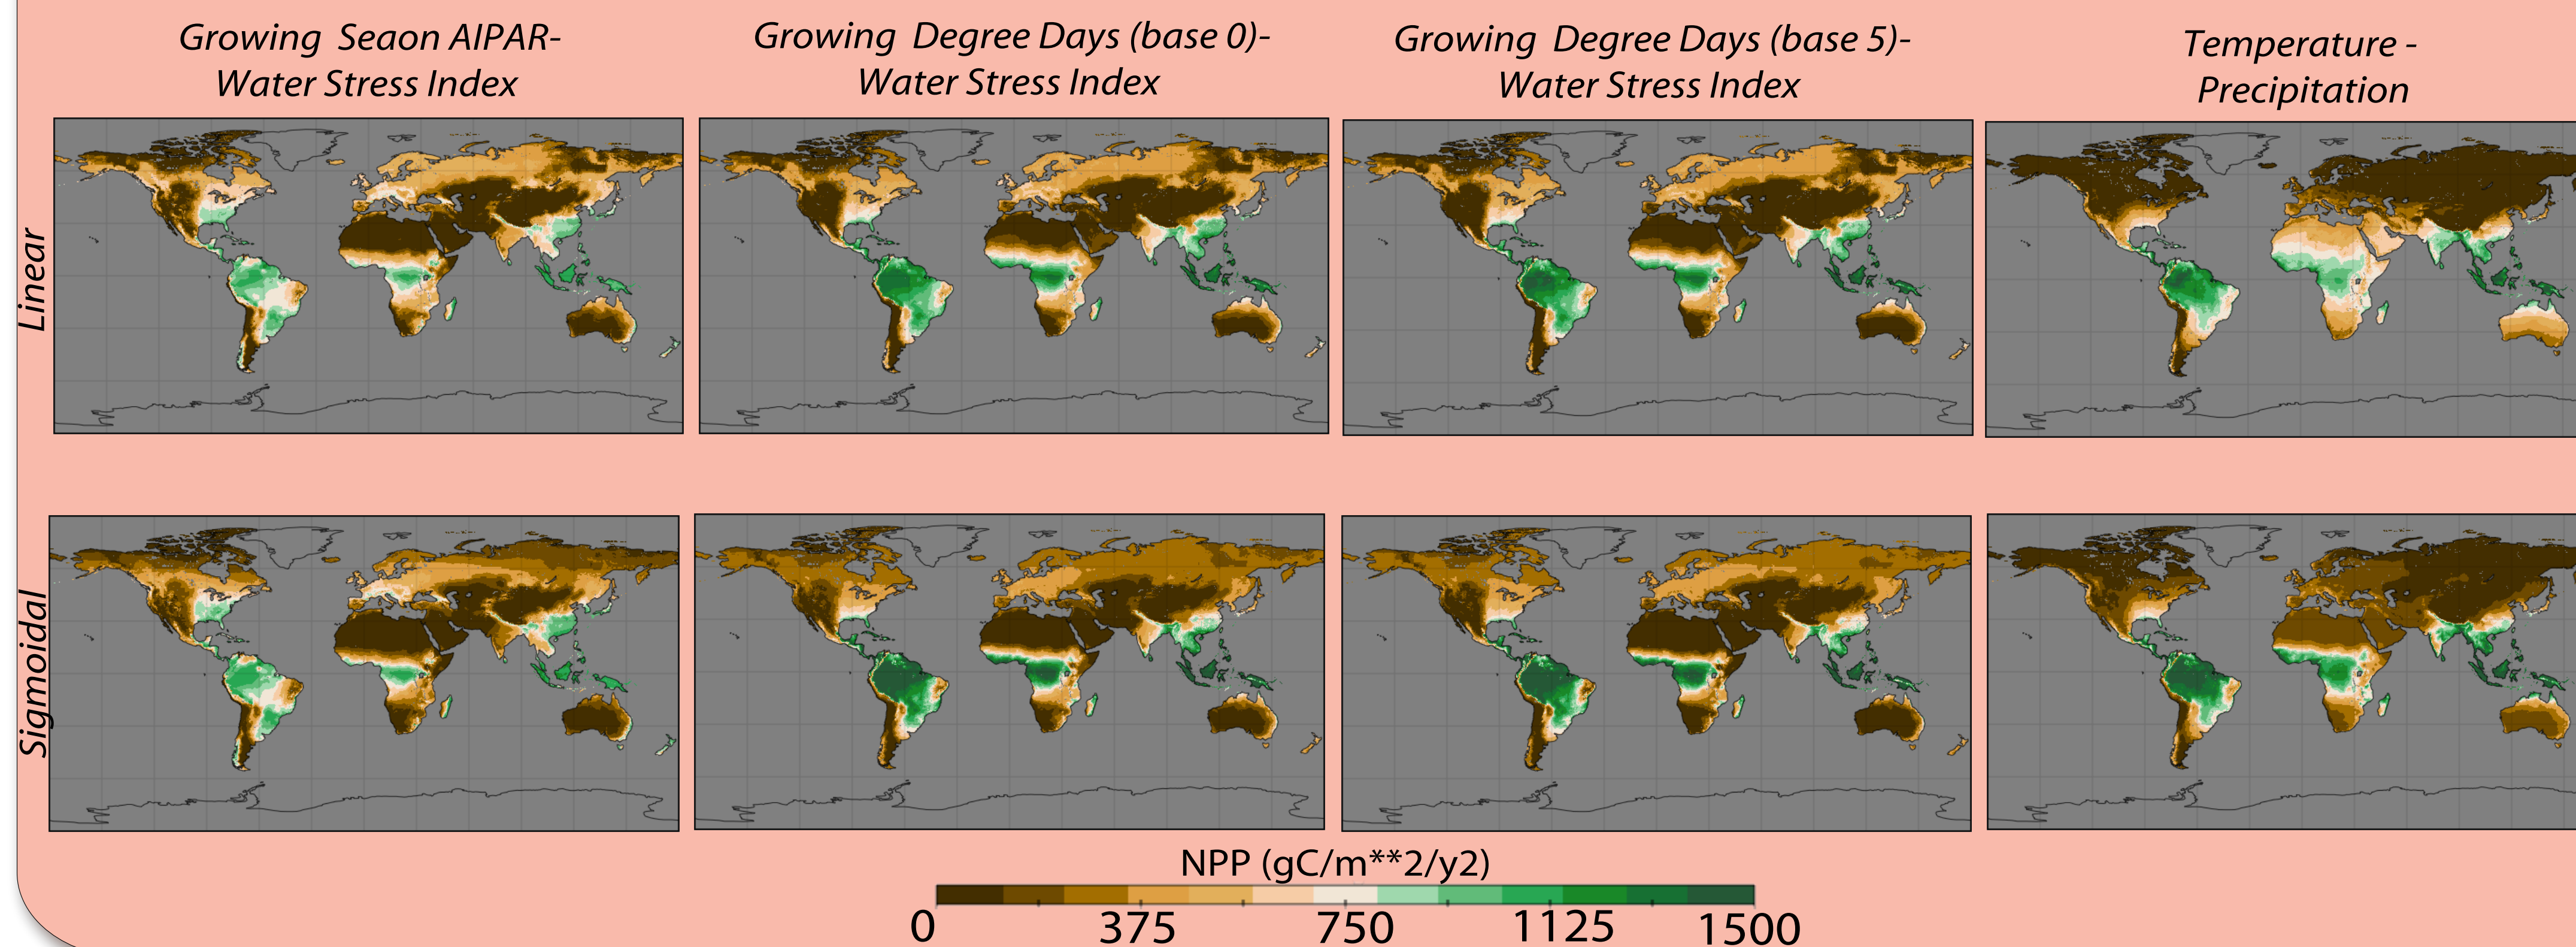 Growing Seaon AIPAR-
Water Stress Index
Growing Degree Days (base 0)-
Water Stress Index
Growing Degree Days (base 5)-
Water Stress Index
Temperature -
Precipitation
Linear
Sigmoidal
NPP (gC/m**2/y2)
0 375 750 1125 1500